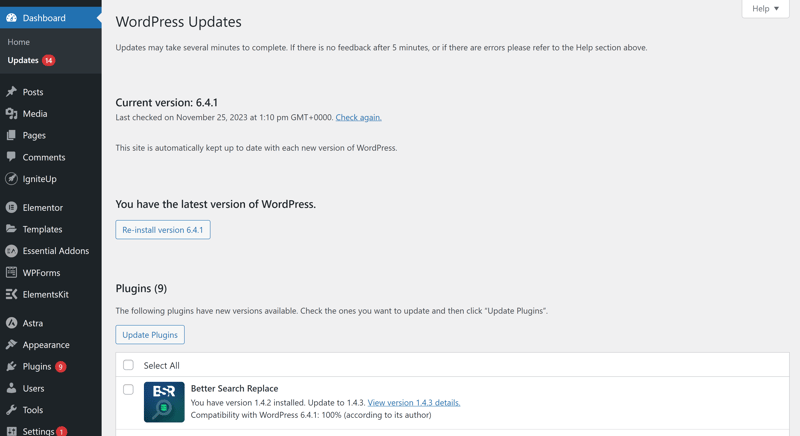 Dashboard
Home
Updates 14
Posts
Media
Pages
Comments
IgniteUp
Elementor
Templates
Essential Addons
WPForms
ElementsKit
Astra
Appearance
Plugins 9
Users
Tools
Settings 1
Help
WordPress Updates
Updates may take several minutes to complete. If there is no feedback after 5 minutes, or if there are errors please refer to the Help section above.
Current version: 6.4.1
Last checked on November 25, 2023 at 1:10 pm GMT+0000. Check again.
This site is automatically kept up to date with each new version of WordPress.
You have the latest version of WordPress.
Re-install version 6.4.1
Plugins (9)
The following plugins have new versions available. Check the ones you want to update and then click “Update Plugins”.
Update Plugins
Select All
BSR
Better Search Replace
You have version 1.4.2 installed. Update to 1.4.3. View version 1.4.3 details.
Compatibility with WordPress 6.4.1: 100% (according to its author)